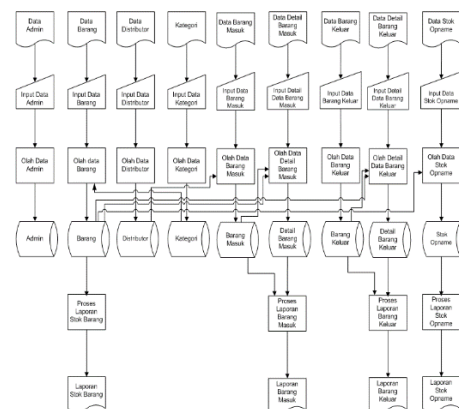 Data
Admin
Data
Barang
Data
Distributor
Kategori
Data Barang
Masuk
Data Detail
Barang
Masuk
Data Barang
Keluar
Data Detail
Barang
Keluar
Data Stok
Opname
Input Data
Admin
Input Data
Barang
Input Data
Distributor
Input Data
Kategori
Input Data
Barang
Masuk
Input Detail
Data Barang
Masuk
Input Data
Barang Keluar
Input Detail
Data Barang
Keluar
Input Data
Stok Opname
Olah Data
Admin
Olah data
Barang
Olah Data
Distributor
Olah Data
Kategori
Olah Data
Barang
Masuk
Olah Data
Detail
Barang
Masuk
Olah Data
Barang
Keluar
Olah Detail
Data Barang
Keluar
Olah Data
Stok
Opname
Admin
Barang
Distributor
Kategori
Barang
Masuk
Detail
Barang
Masuk
Barang
Keluar
Detail
Barang
Keluar
Stok
Opname
Proses
Laporan
Stok Barang
Proses
Laporan
Barang
Masuk
Proses
Laporan
Barang
Keluar
Proses
Laporan
Stok
Opname
Laporan
Stok Barang
Laporan
Barang
Masuk
Laporan
Barang
Keluar
Laporan
Stok
Opname